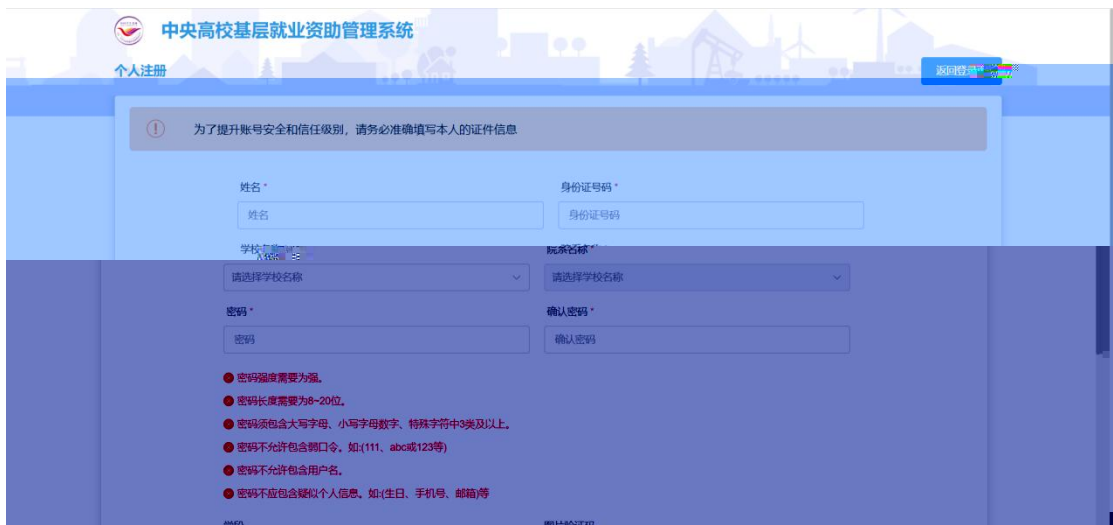 中央高校基层就业资助管理系统
个人注册
返回登
为了提升账号安全和信任级别，请务必准确填写本人的证件信息
姓名 *
身份证号码 *
姓名
身份证号码
学校
院系名称 *
请选择学校名称
请选择学校名称
密码 *
确认密码 *
密码
确认密码
密码强度需要为强。
密码长度需要为8~20位。
密码须包含大写字母、小写字母数字、特殊字符中3类及以上。
密码不允许包含弱口令。如:(111、abc或123等)
密码不允许包含用户名。
密码不应包含疑似个人信息。如:(生日、手机号、邮箱)等